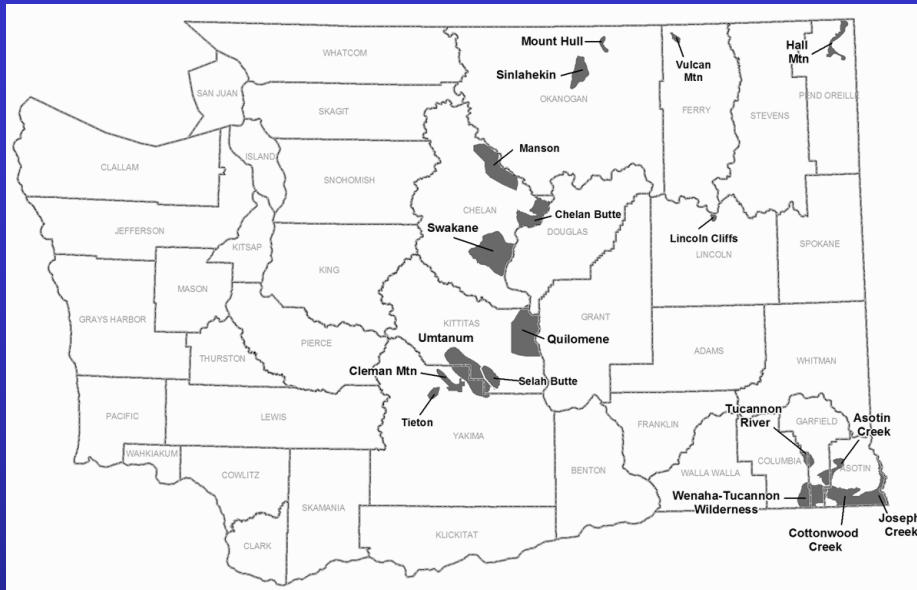 WHATCOM
SAN JUAN
SKAGIT
ISLAND
SNOHOMISH
CLALLAM
JEFFERSON
KITSAP
KING
MASON
GRAYS HARBOR
THURSTON
PIERCE
PACIFIC
LEWIS
WAHKIAKUM
COWLITZ
CLARK
SKAMANIA
KLICKITAT
YAKIMA
KITTITAS
CHELAN
DOUGLAS
OKANOGAN
FERRY
STEVENS
PEND OREILLE
LINCOLN
SPOKANE
GRANT
ADAMS
WHITMAN
BENTON
FRANKLIN
WALLA WALLA
COLUMBIA
GARFIELD
ASOTIN
Mount Hull
Sinlahekin
Vulcan
Mtn
Hall
Mtn
Manson
Chelan Butte
Swakane
Lincoln Cliffs
Quilomene
Umtanum
Cleman Mtn
Selah Butte
Tieton
Tucannon
River
Asotin
Creek
Wenaha-Tucannon
Wilderness
Cottonwood
Creek
Joseph
Creek